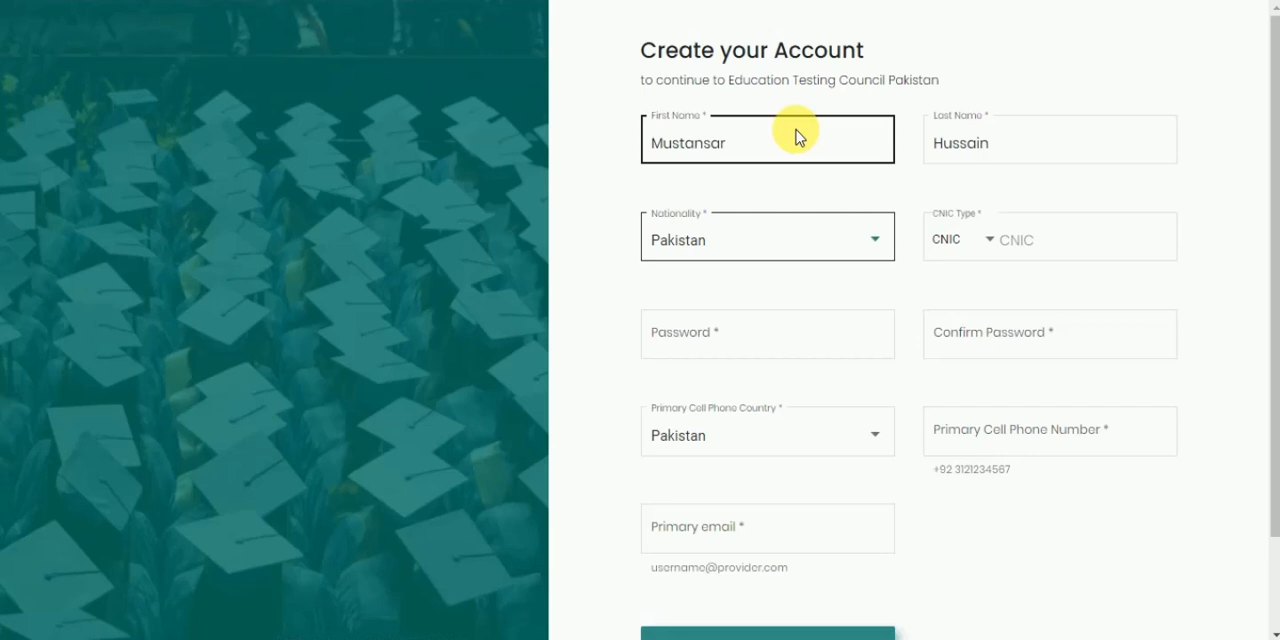 Create your Account
to continue to Education Testing Council Pakistan
First Name * Last Name *
Mustansar Hussain
Nationality * CNIC Type *
Pakistan CNIC CNIC
Password * Confirm Password *
Primary Cell Phone Country *
Pakistan Primary Cell Phone Number *
+92 3121234567
Primary email *
username@provider.com